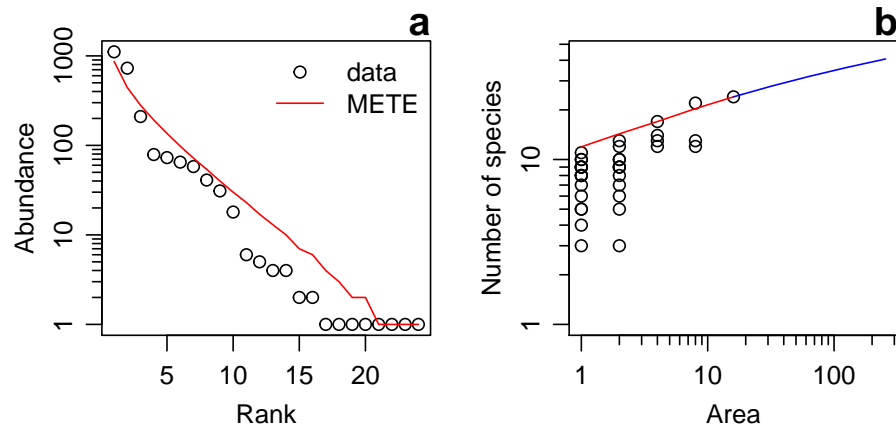 a
Abundance
1000
100
10
1
data
METE
5 10 15 20
Rank
b
Number of species
10
1
1 10 100
Area